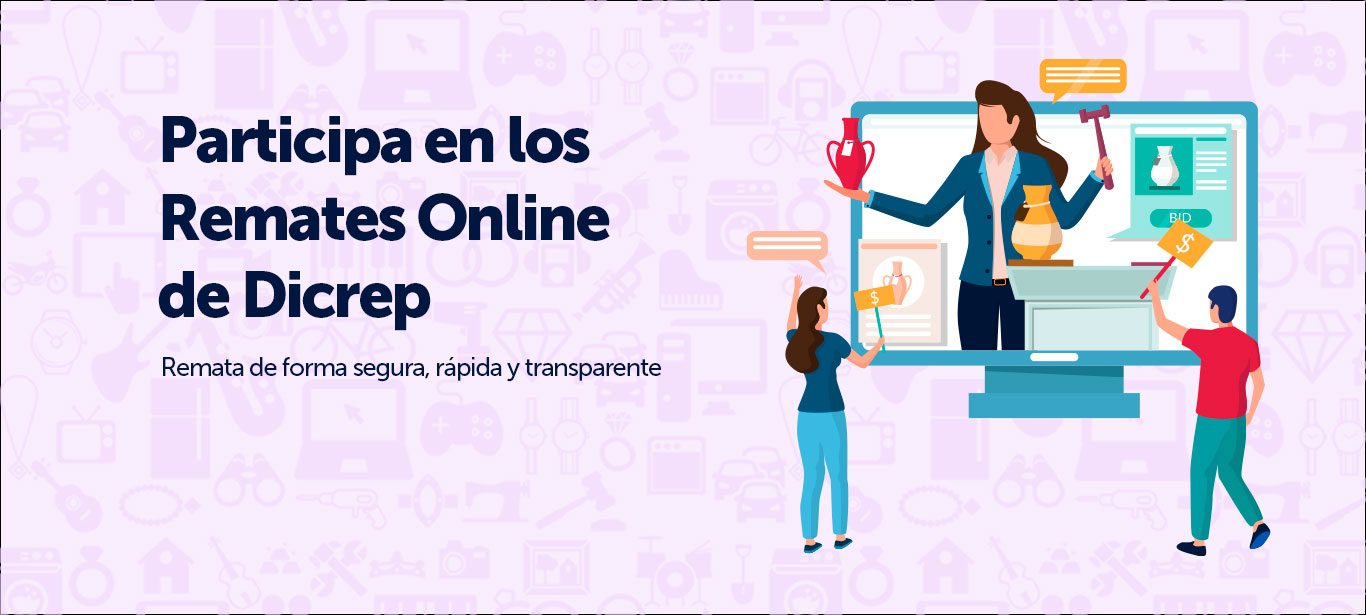 Participa en los
Remates Online
de Dicrep
Remata de forma segura, rápida y transparente
BID
$
$